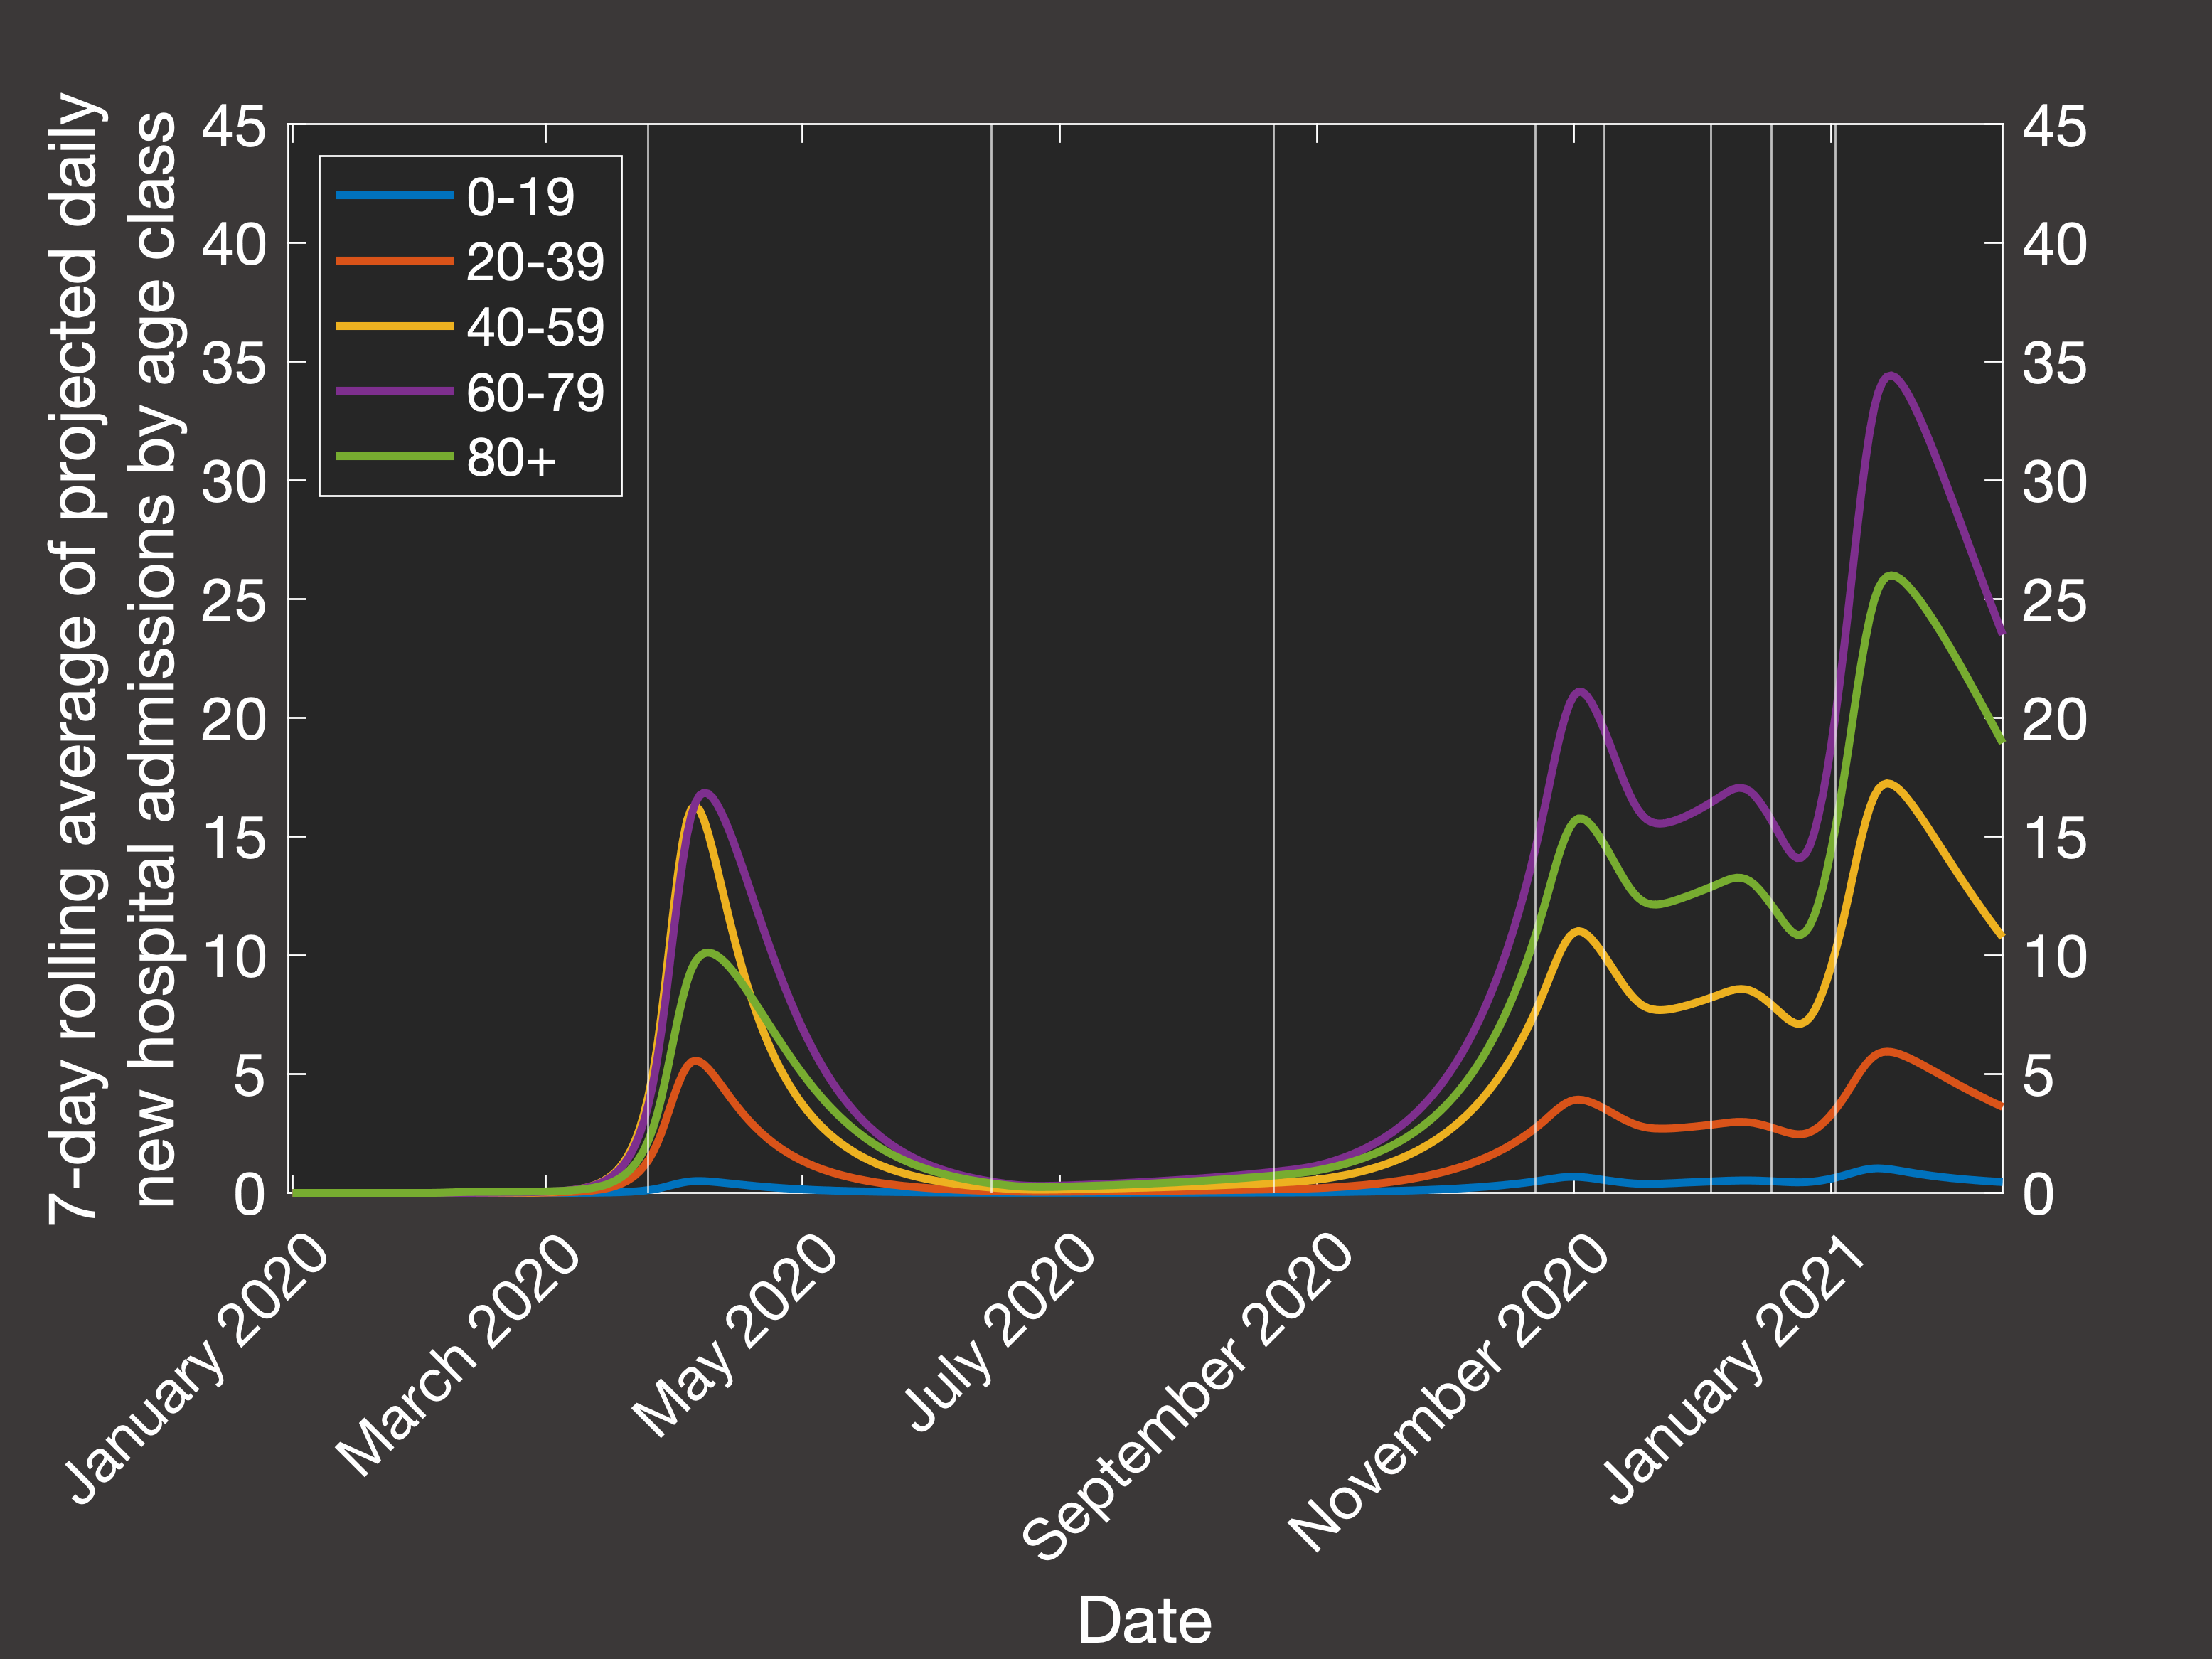 7-day rolling average of projected daily
new hospital admissions by age class
45
40
35
30
25
20
15
10
5
0
0-19
20-39
40-59
60-79
80+
45
40
35
30
25
20
15
10
5
0
January 2020
March 2020
May 2020
July 2020
September 2020
November 2020
January 2021
Date